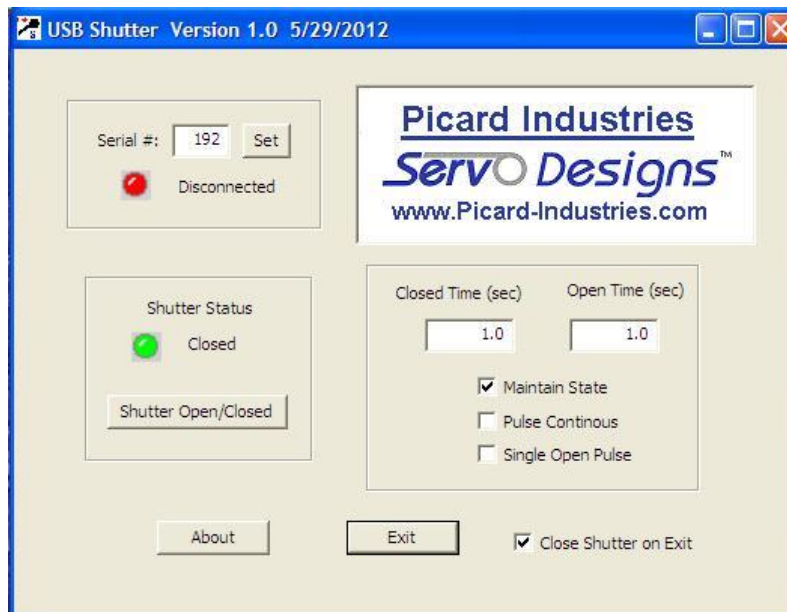 USB Shutter Version 1.0 5/29/2012
Serial #: 192 Set
Disconnected
Picard Industries
Servo Designs™
www.Picard-Industries.com
Shutter Status
Closed
Shutter Open/Closed
Closed Time (sec) Open Time (sec)
1.0 1.0
Maintain State
Pulse Continous
Single Open Pulse
About Exit Close Shutter on Exit